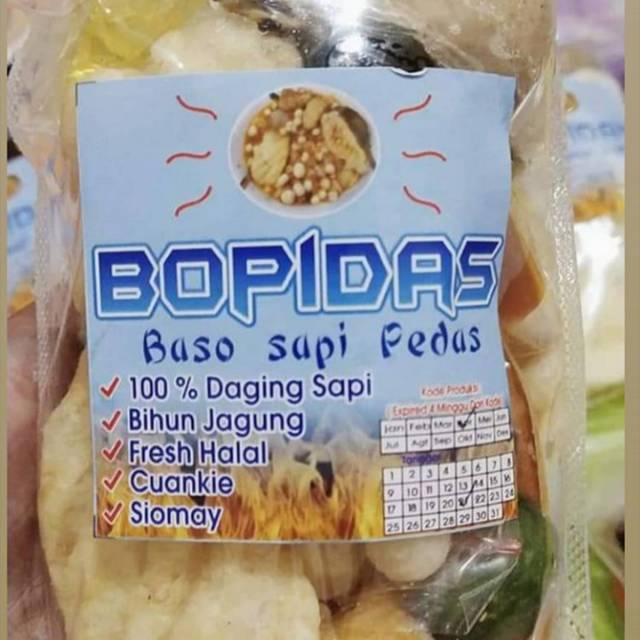 BOPIDAS
Baso sapi Pedas
100 % Daging Sapi
Bihun Jagung
Fresh Halal
Cuankie
Siomay
Kode Produksi
( Expired 4 Minggu Dari Kode
Jan Feb Mar Mei Jun
Jul Agt Sep Okt Nov Des
Tanggal
1 2 3 4 5 6 7 8
9 10 11 12 13 14 15 16
17 18 19 20 22 23 24
25 26 27 28 29 30 31